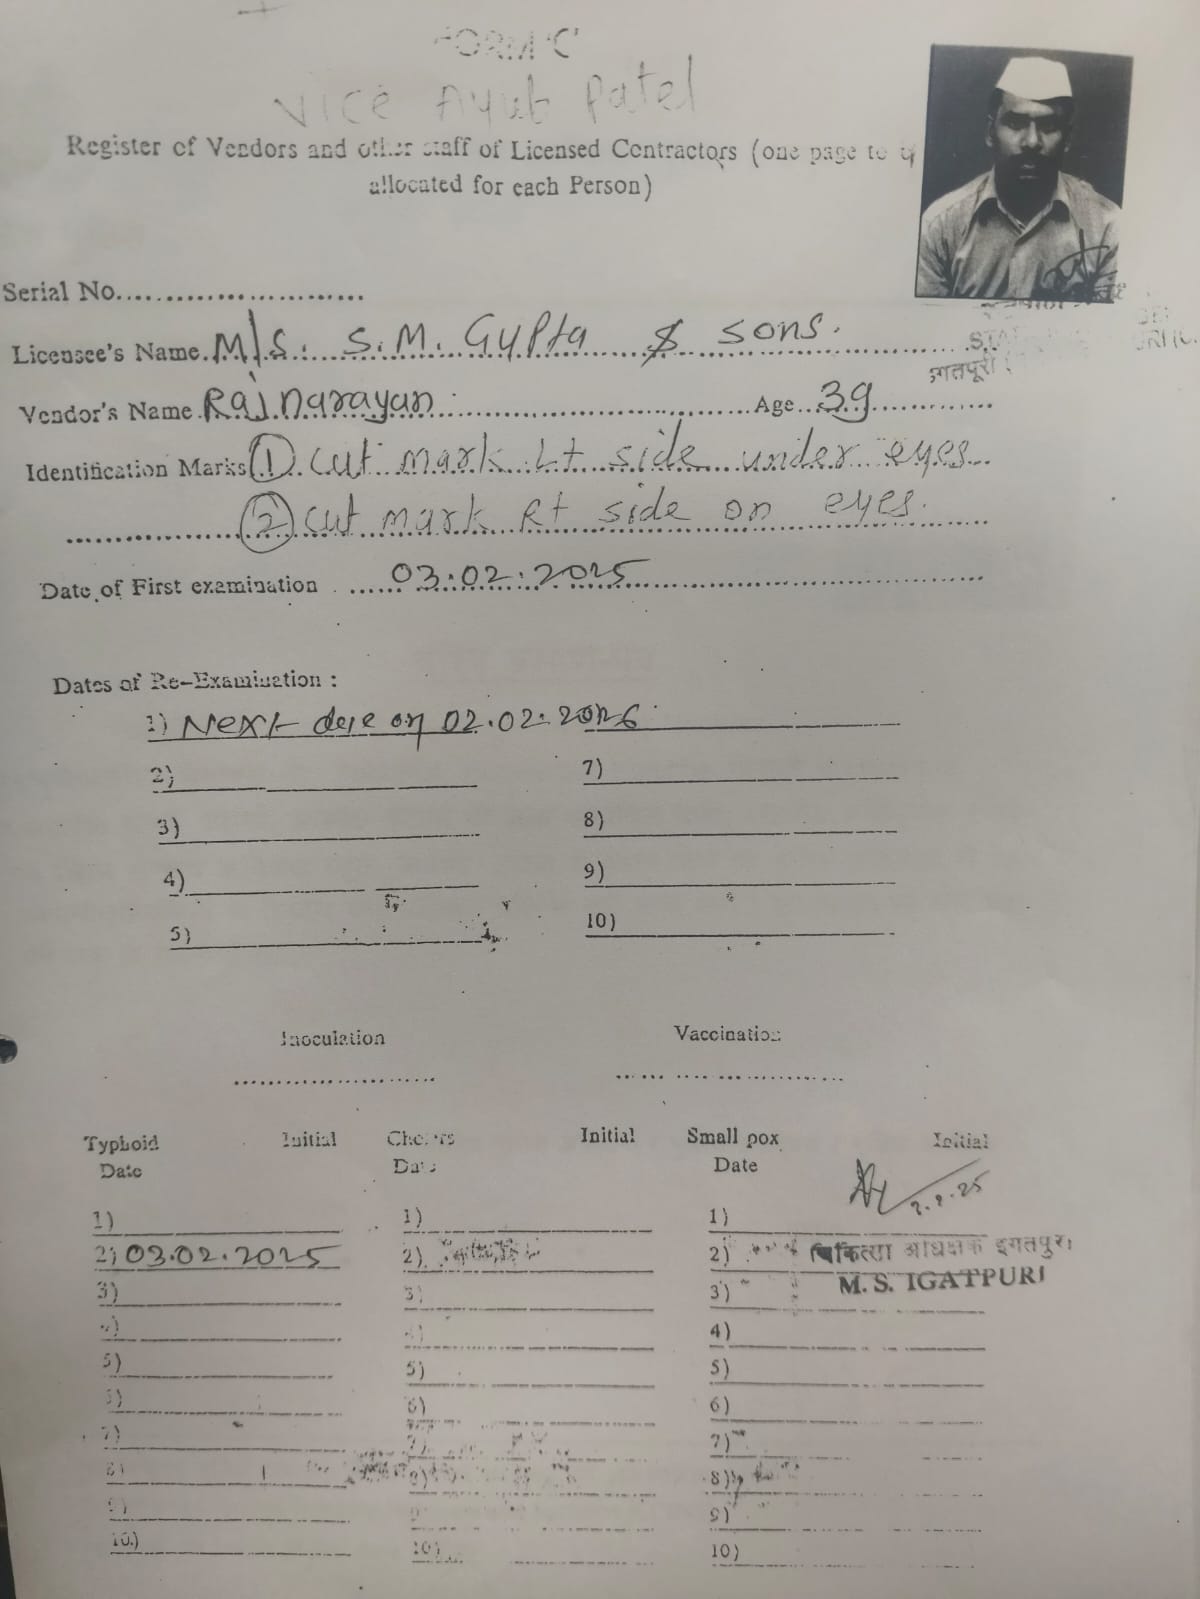 FORM 'C'
Vice Ayub Patel
Register of Vendors and other staff of Licensed Contractors (one page to
allocated for each Person)
Serial No.
Licensee's Name M/s. S.M. Gupta & sons.
Vendor's Name Rajnarayan Age 39
इगतपूरी
Identification Marks (1) cut mark Lt side under eyes
(2) cut mark Rt side on eyes.
Date of First examination 03.02.2025
Dates of Re-Examination :
1) Next due on 02.02.2026
2) 7)
3) 8)
4) 9)
5) 10)
Inoculation Vaccination
Typhoid Initial Cholera Initial Small pox Initial
Date Date Date
1) 1) 1)
2) 03.02.2025 2) 2) चिकित्सा अधिक्षक इगतपुरी
3) 3) 3) M. S. IGATPURI
4) 4) 4)
5) 5) 5)
6) 6) 6)
7) 7) 7)
8) 8) 8)
9) 9 9)
10.) 10) 10)